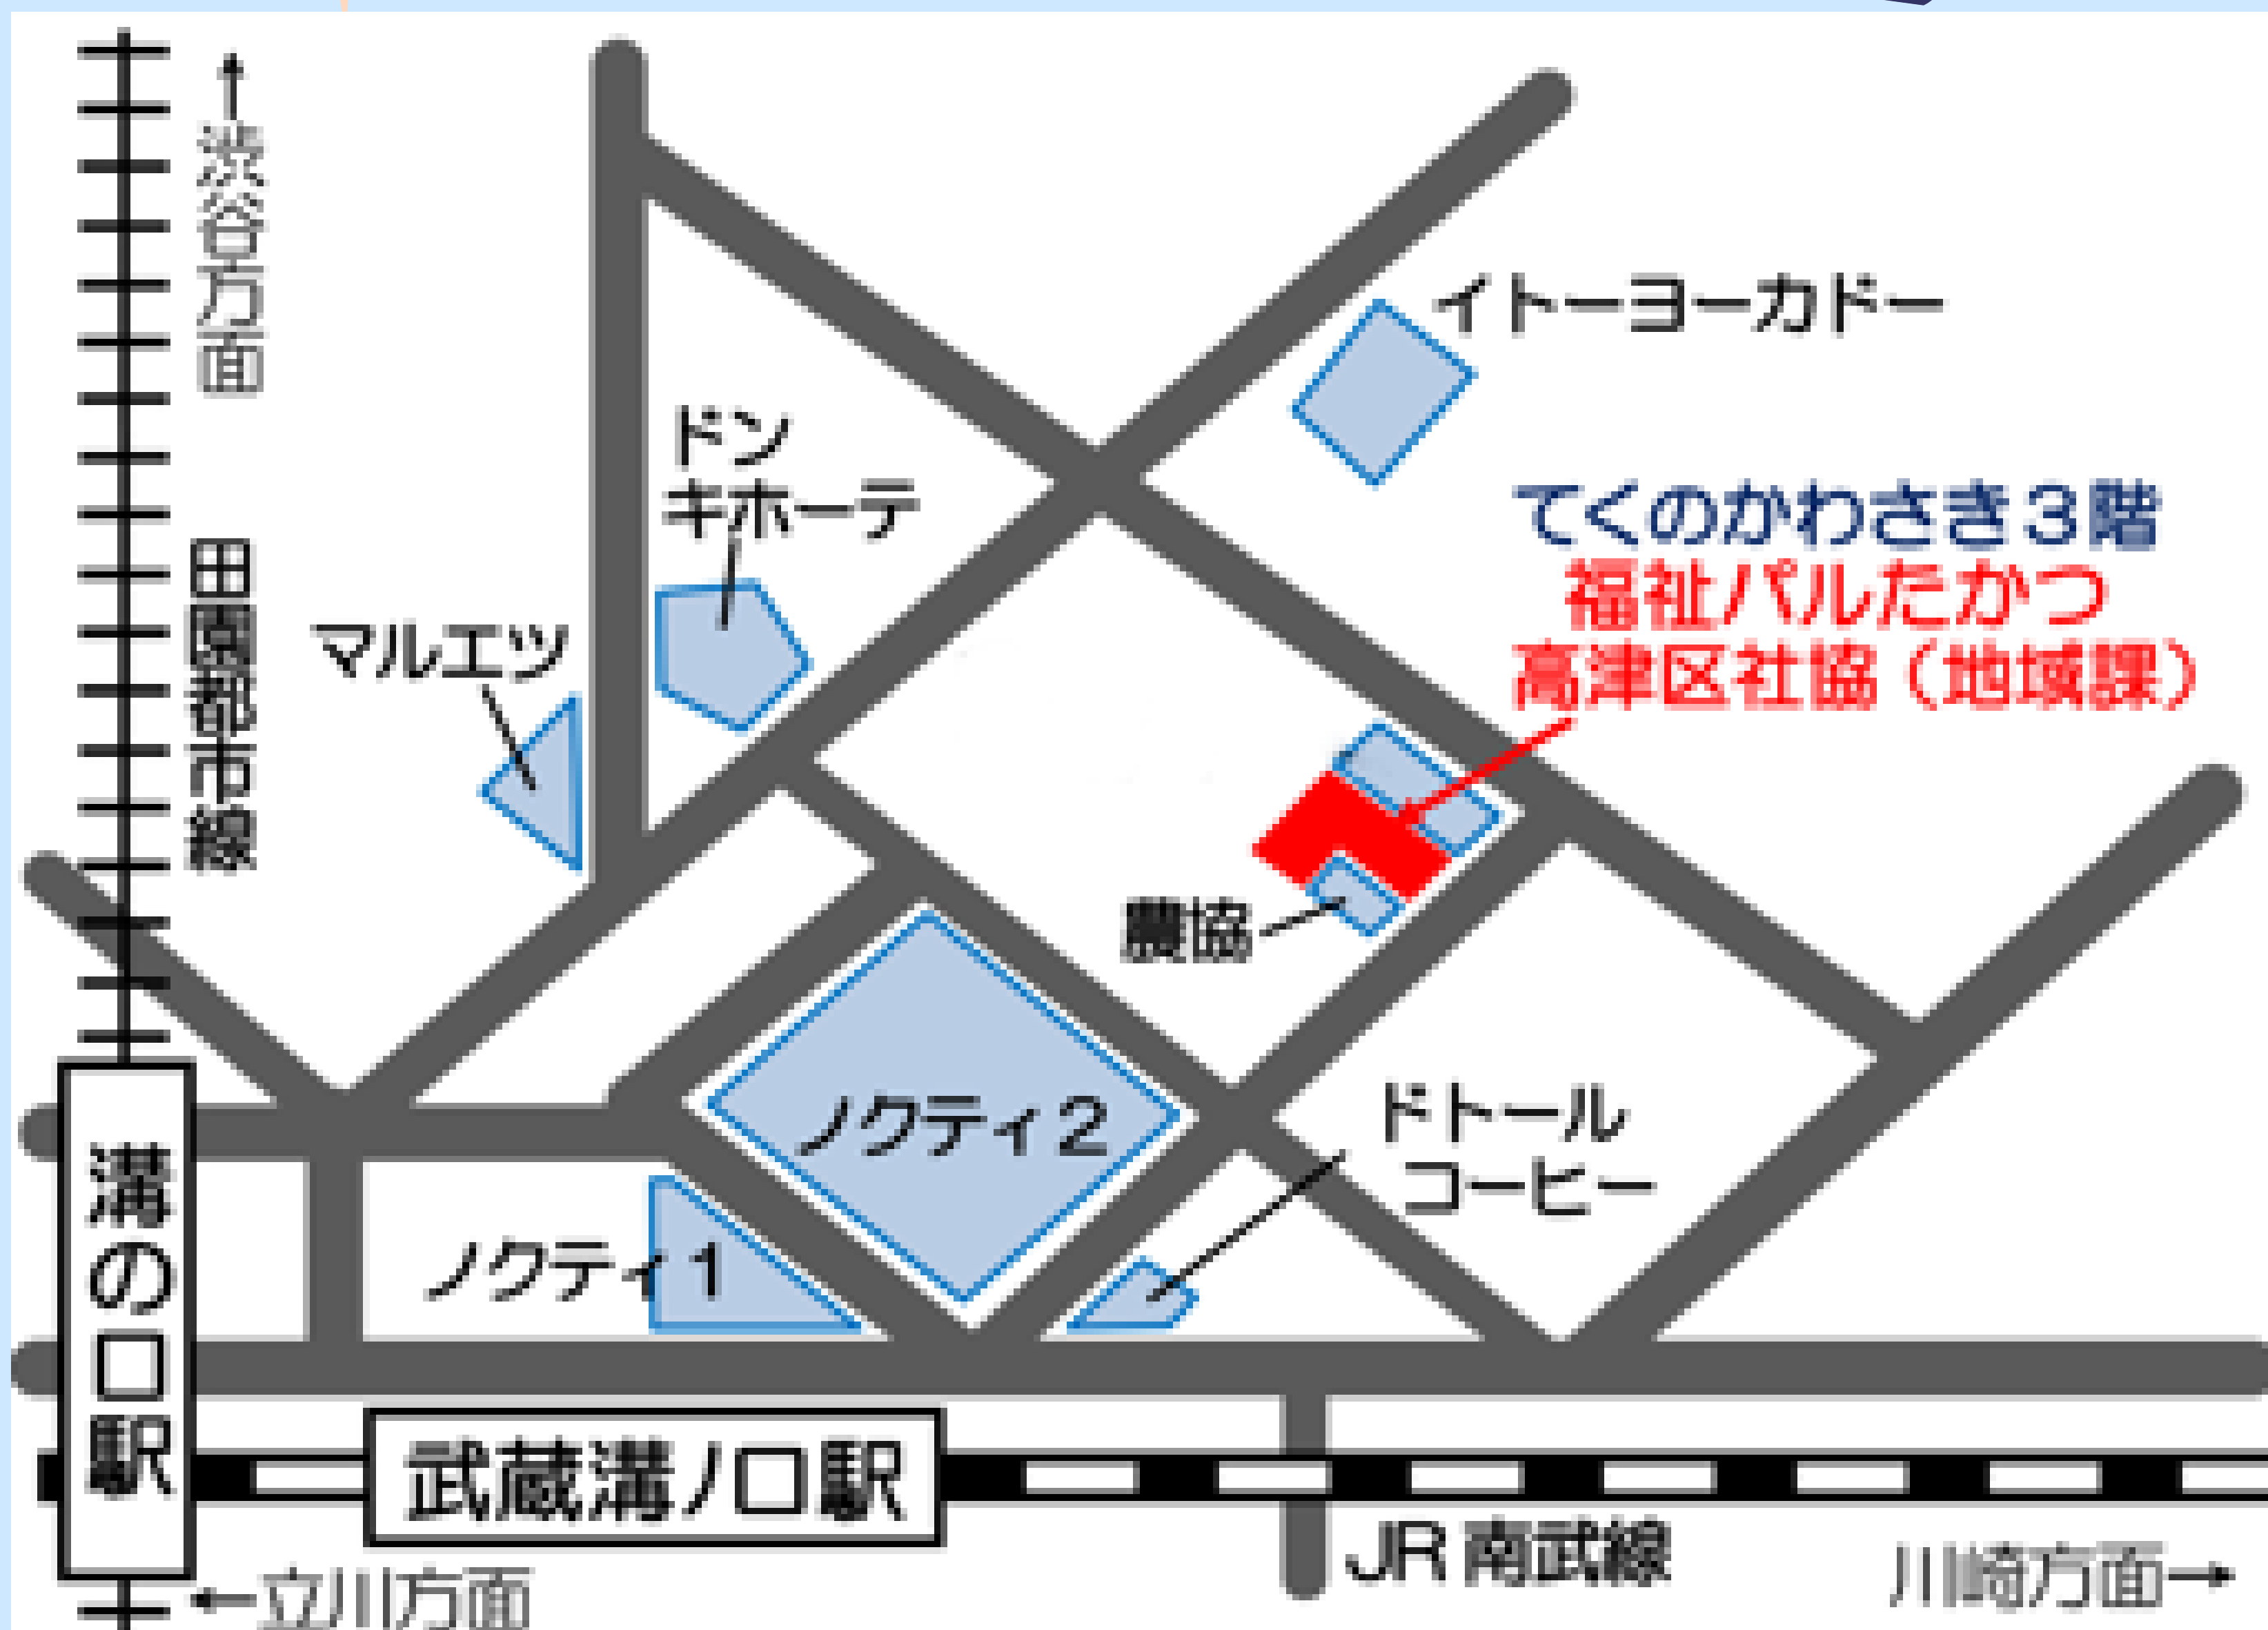 ↑渋谷方面
イトーヨーカドー
ドン
キホーテ
てくのかわさき3階
福祉パルたかつ
高津区社協（地域課）
田園都市線
マルエツ
農協
ノクティ2
ドトール
コーヒー
ノクティ1
溝の口駅
武蔵溝ノ口駅
JR南武線
←立川方面
川崎方面→